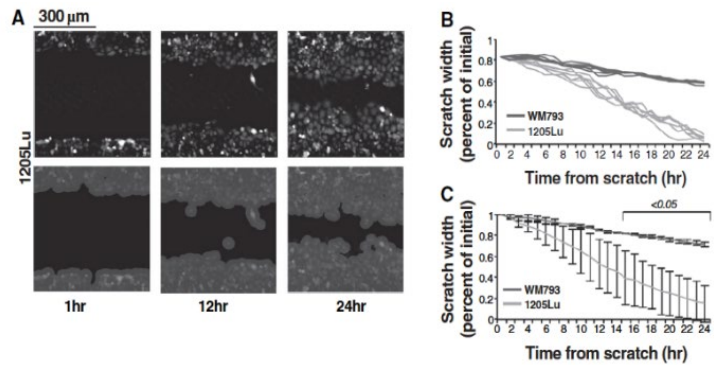 A
300 µm
1205Lu
1hr
12hr
24hr
B
Scratch width
(percent of initial)
1
0.8
0.6
0.4
0.2
0
WM793
1205Lu
0 2 4 6 8 10 12 14 16 18 20 22 24
Time from scratch (hr)
C
<0.05
Scratch width
(percent of initial)
1
0.8
0.6
0.4
0.2
0
WM793
1205Lu
0 2 4 6 8 10 12 14 16 18 20 22 24
Time from scratch (hr)